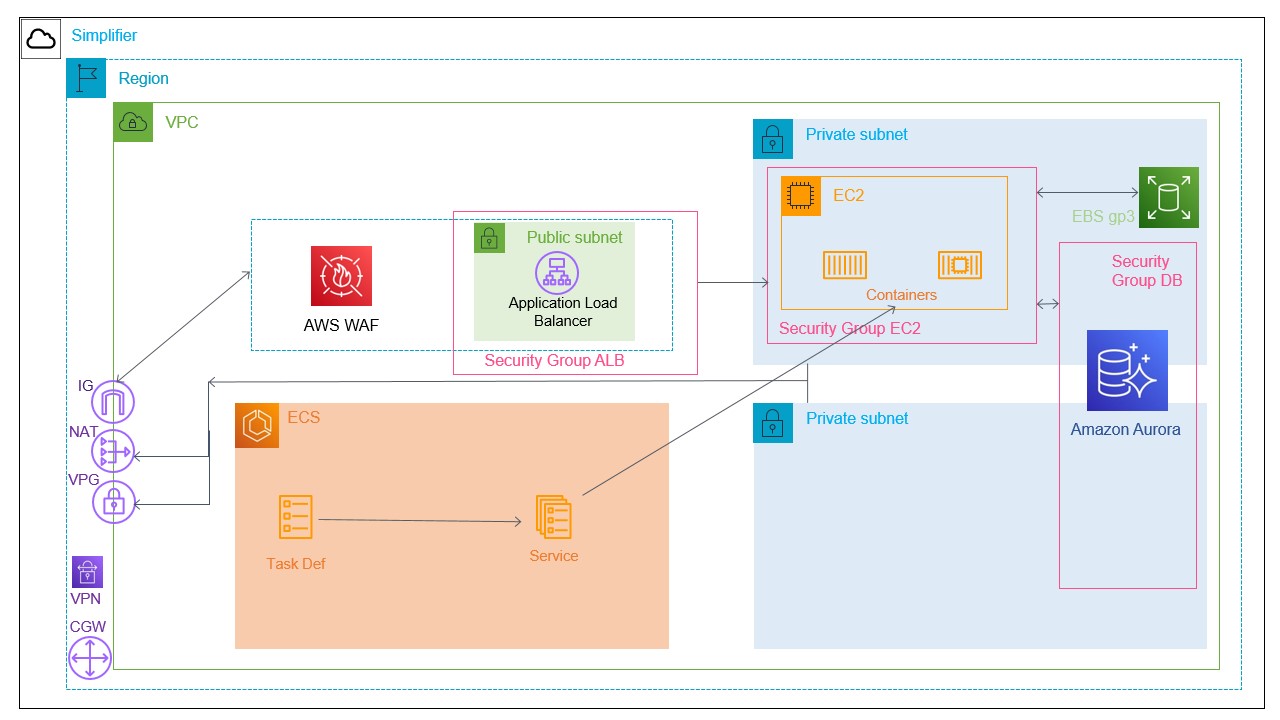 Simplifier
Region
VPC
Private subnet
EC2
EBS gp3
Public subnet
Security
Group DB
Containers
Application Load
Balancer
AWS WAF
Security Group EC2
Security Group ALB
IG
ECS
Private subnet
NAT
Amazon Aurora
VPG
Service
Task Def
VPN
CGW